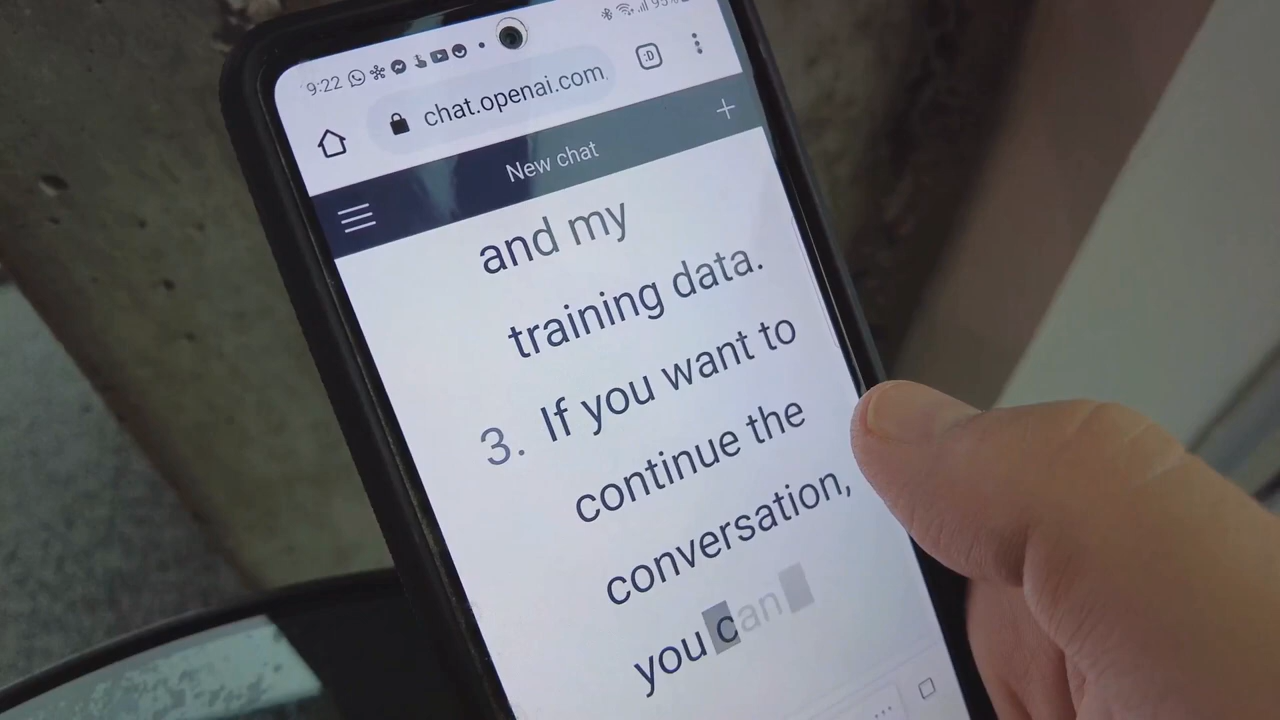 9:22
95%
chat.openai.com
:D
New chat
and my
training data.
3. If you want to
continue the
conversation,
you can